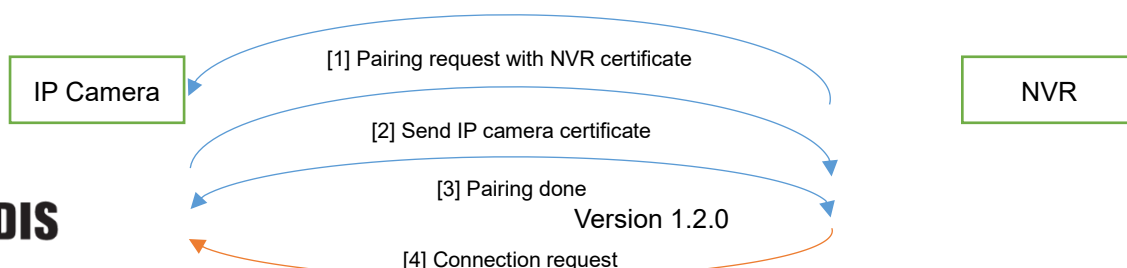 [1] Pairing request with NVR certificate
IP Camera
NVR
[2] Send IP camera certificate
[3] Pairing done
DIS
Version 1.2.0
[4] Connection request